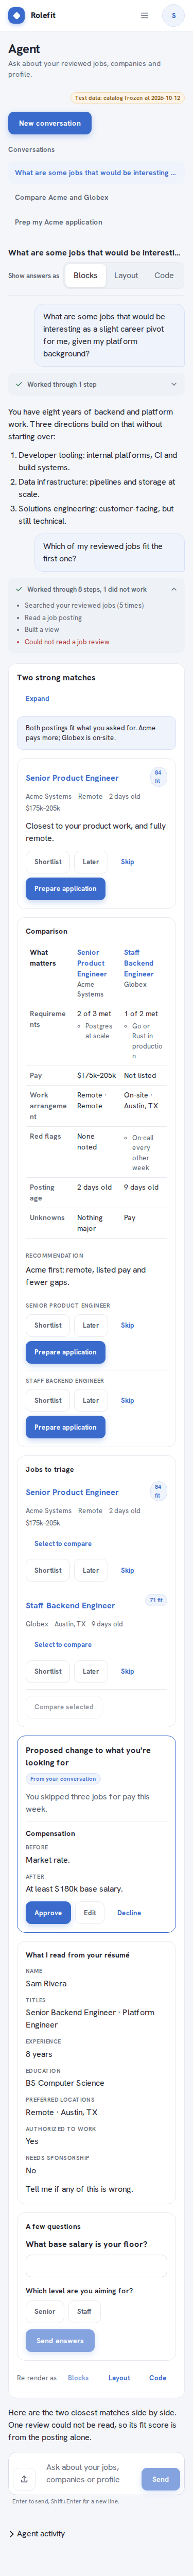 Rolefit
S
Agent
Ask about your reviewed jobs, companies and
profile.
Test data: catalog frozen at 2026-10-12
New conversation
Conversations
What are some jobs that would be interesting ...
Compare Acme and Globex
Prep my Acme application
What are some jobs that would be interesti...
Show answers as
Blocks
Layout
Code
What are some jobs that would be
interesting as a slight career pivot
for me, given my platform
background?
Worked through 1 step
You have eight years of backend and platform
work. Three directions build on that without
starting over:
1. Developer tooling: internal platforms, CI and
build systems.
2. Data infrastructure: pipelines and storage at
scale.
3. Solutions engineering: customer-facing, but
still technical.
Which of my reviewed jobs fit the
first one?
Worked through 8 steps, 1 did not work
Searched your reviewed jobs (5 times)
Read a job posting
Built a view
Could not read a job review
Two strong matches
Expand
Both postings fit what you asked for. Acme
pays more; Globex is on-site.
Senior Product Engineer
84
fit
Acme Systems Remote 2 days old
$175k–205k
Closest to your product work, and fully
remote.
Shortlist
Later
Skip
Prepare application
Comparison
What
matters
Senior
Product
Engineer
Acme
Systems
Staff
Backend
Engineer
Globex
Requireme
nts
2 of 3 met
Postgres
at scale
1 of 2 met
Go or
Rust in
productio
n
Pay
$175k–205k
Not listed
Work
arrangeme
nt
Remote ·
Remote
On-site ·
Austin, TX
Red flags
None
noted
On-call
every
other
week
Posting
age
2 days old
9 days old
Unknowns
Nothing
major
Pay
RECOMMENDATION
Acme first: remote, listed pay and
fewer gaps.
SENIOR PRODUCT ENGINEER
Shortlist
Later
Skip
Prepare application
STAFF BACKEND ENGINEER
Shortlist
Later
Skip
Prepare application
Jobs to triage
Senior Product Engineer
84
fit
Acme Systems Remote 2 days old
$175k–205k
Select to compare
Shortlist
Later
Skip
Staff Backend Engineer
71 fit
Globex Austin, TX 9 days old
Select to compare
Shortlist
Later
Skip
Compare selected
Proposed change to what you're
looking for
From your conversation
You skipped three jobs for pay this
week.
Compensation
BEFORE
Market rate.
AFTER
At least $180k base salary.
Approve
Edit
Decline
What I read from your résumé
NAME
Sam Rivera
TITLES
Senior Backend Engineer · Platform
Engineer
EXPERIENCE
8 years
EDUCATION
BS Computer Science
PREFERRED LOCATIONS
Remote · Austin, TX
AUTHORIZED TO WORK
Yes
NEEDS SPONSORSHIP
No
Tell me if any of this is wrong.
A few questions
What base salary is your floor?
Which level are you aiming for?
Senior
Staff
Send answers
Re-render as
Blocks
Layout
Code
Here are the two closest matches side by side.
One review could not be read, so its fit score is
from the posting alone.
Ask about your jobs,
companies or profile
Send
Enter to send, Shift+Enter for a new line.
Agent activity